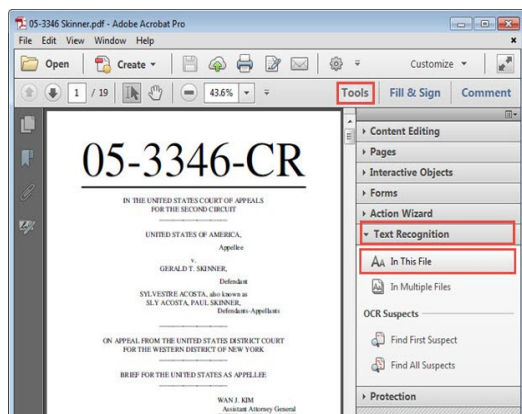 05-3346 Skinner.pdf - Adobe Acrobat Pro
File Edit View Window Help
Open Create Customize
1 / 19 43.6% Tools Fill & Sign Comment
05-3346-CR
IN THE UNITED STATES COURT OF APPEALS
FOR THE SECOND CIRCUIT
UNITED STATES OF AMERICA,
Appellee
v.
GERALD T. SKINNER,
Defendant
SYLVESTRE ACOSTA, also known as
SLY ACOSTA, PAUL SKINNER,
Defendants-Appellants
ON APPEAL FROM THE UNITED STATES DISTRICT COURT
FOR THE WESTERN DISTRICT OF NEW YORK
BRIEF FOR THE UNITED STATES AS APPELLEE
WAN J. KIM
Assistant Attorney General
Content Editing
Pages
Interactive Objects
Forms
Action Wizard
Text Recognition
In This File
In Multiple Files
OCR Suspects
Find First Suspect
Find All Suspects
Protection